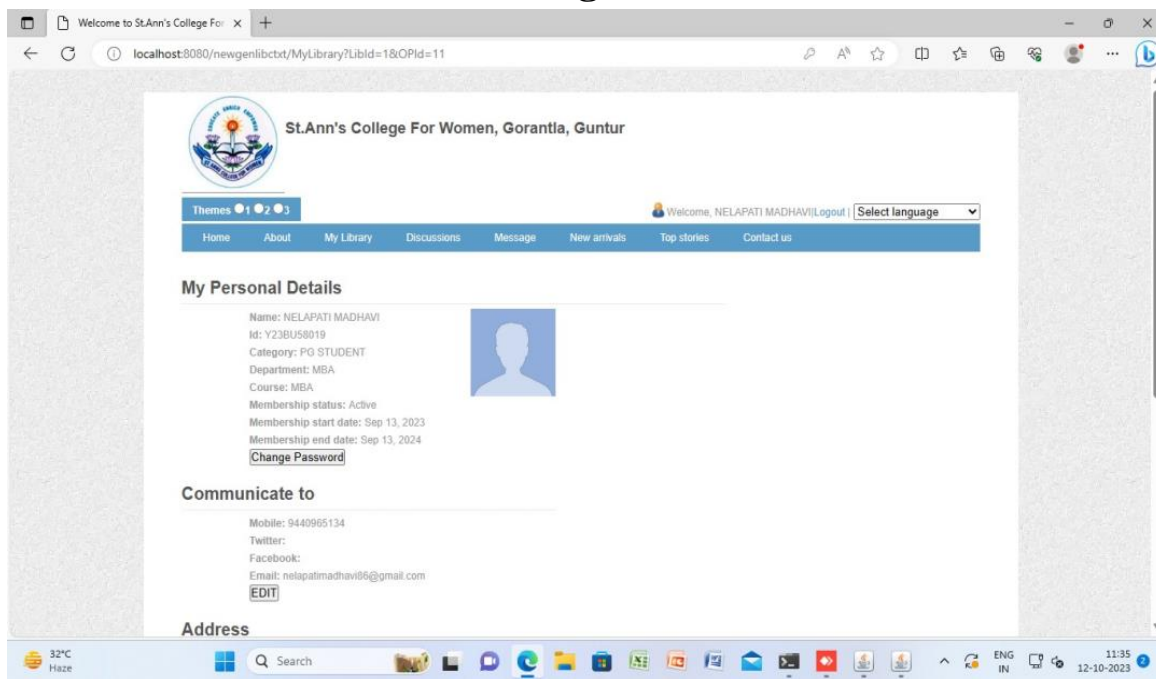 Welcome to St.Ann's College For
localhost:8080/newgenlibctxt/MyLibrary?LibId=1&OPId=11
St.Ann's College For Women, Gorantla, Guntur
Themes 1 2 3
Welcome, NELAPATI MADHAVI|Logout | Select language
Home About My Library Discussions Message New arrivals Top stories Contact us
My Personal Details
Name: NELAPATI MADHAVI
Id: Y23BU58019
Category: PG STUDENT
Department: MBA
Course: MBA
Membership status: Active
Membership start date: Sep 13, 2023
Membership end date: Sep 13, 2024
Change Password
Communicate to
Mobile: 9440965134
Twitter:
Facebook:
Email: nelapatimadhavi86@gmail.com
EDIT
Address
32°C
Haze
Search
ENG
IN
11:35
12-10-2023
2